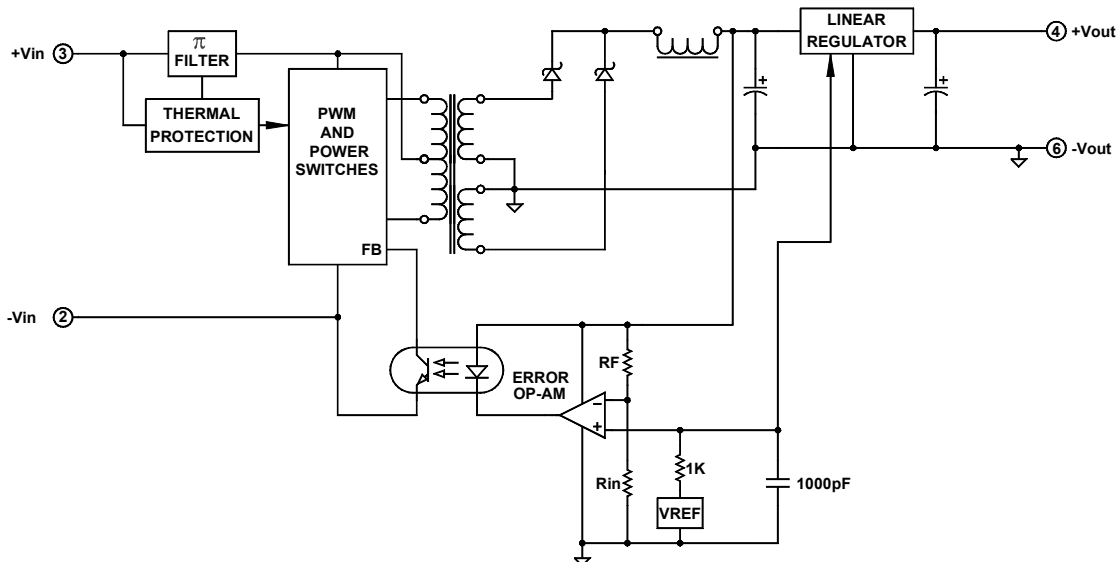 +Vin
3
π
FILTER
THERMAL
PROTECTION
PWM
AND
POWER
SWITCHES
FB
LINEAR
REGULATOR
4
+Vout
+
+
6
-Vout
-Vin
2
ERROR
OP-AM
RF
−
+
Rin
1K
VREF
1000pF